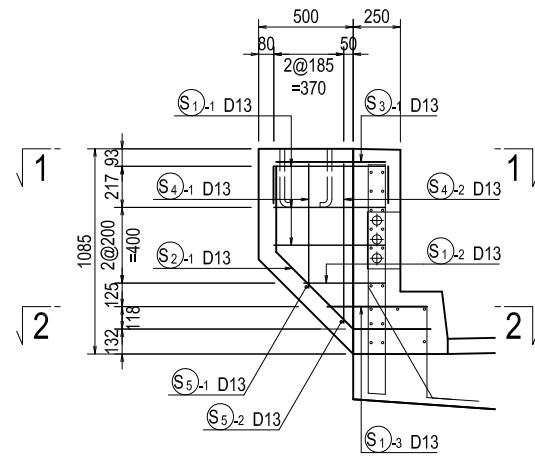 500 250
80 50
2@185
=370
S1-1 D13 S3-1 D13
1 1
93
217
S4-1 D13 S4-2 D13
1085
2@200
=400
S2-1 D13 S1-2 D13
125
118
2 2
132
S5-1 D13
S5-2 D13
S1-3 D13